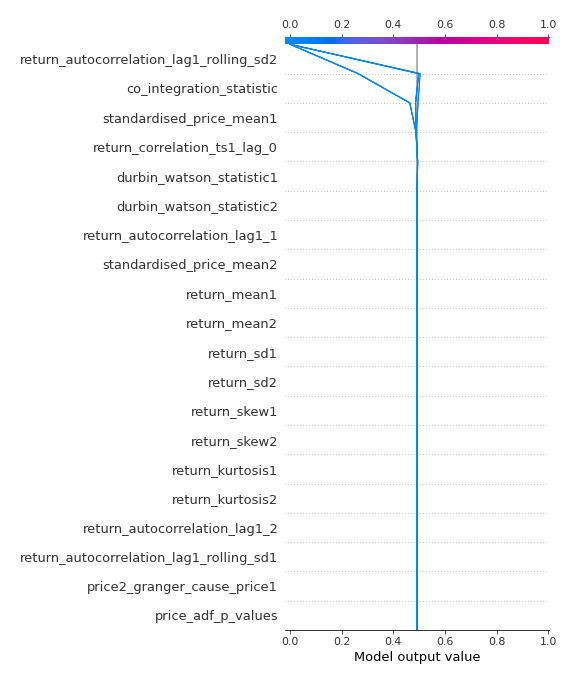 0.0 0.2 0.4 0.6 0.8 1.0
return_autocorrelation_lag1_rolling_sd2
co_integration_statistic
standardised_price_mean1
return_correlation_ts1_lag_0
durbin_watson_statistic1
durbin_watson_statistic2
return_autocorrelation_lag1_1
standardised_price_mean2
return_mean1
return_mean2
return_sd1
return_sd2
return_skew1
return_skew2
return_kurtosis1
return_kurtosis2
return_autocorrelation_lag1_2
return_autocorrelation_lag1_rolling_sd1
price2_granger_cause_price1
price_adf_p_values
0.0 0.2 0.4 0.6 0.8 1.0
Model output value